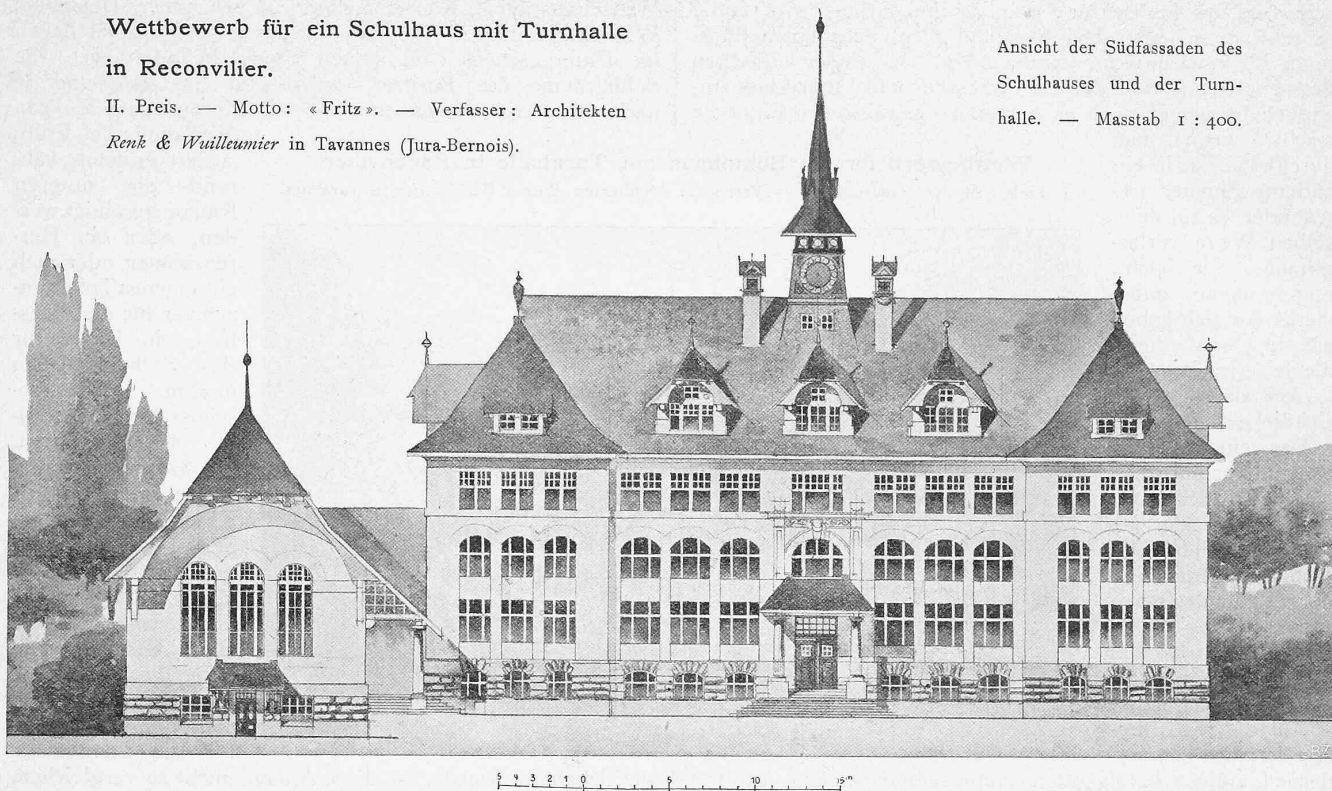 Wettbewerb für ein Schulhaus mit Turnhalle
in Reconvilier.
II. Preis. — Motto: «Fritz». — Verfasser: Architekten
Renk & Wuilleumier in Tavannes (Jura-Bernois).
Ansicht der Südfassaden des
Schulhauses und der Turn-
halle. — Masstab 1 : 400.
5 4 3 2 1 0 5 10 15 m